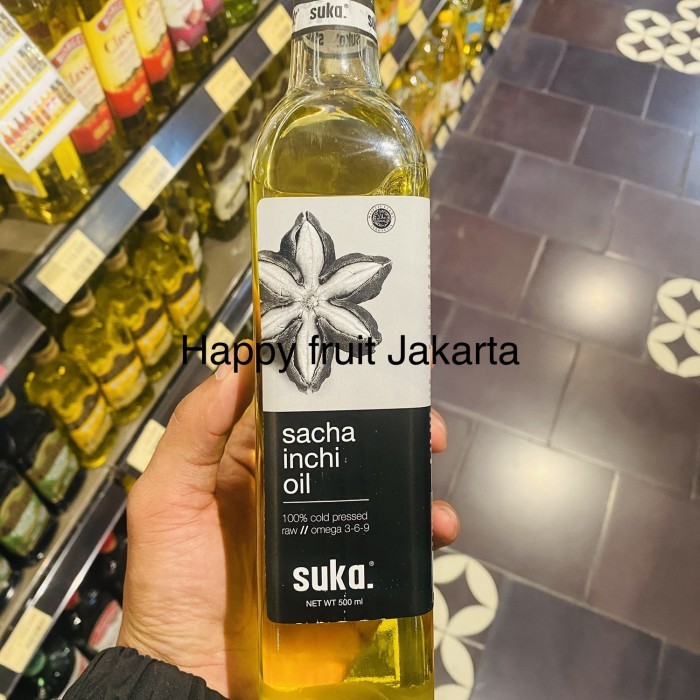 suka.
Happy fruit Jakarta
sacha
inchi
oil
100% cold pressed
raw // omega 3-6-9
suka.®
NET WT 500 ml